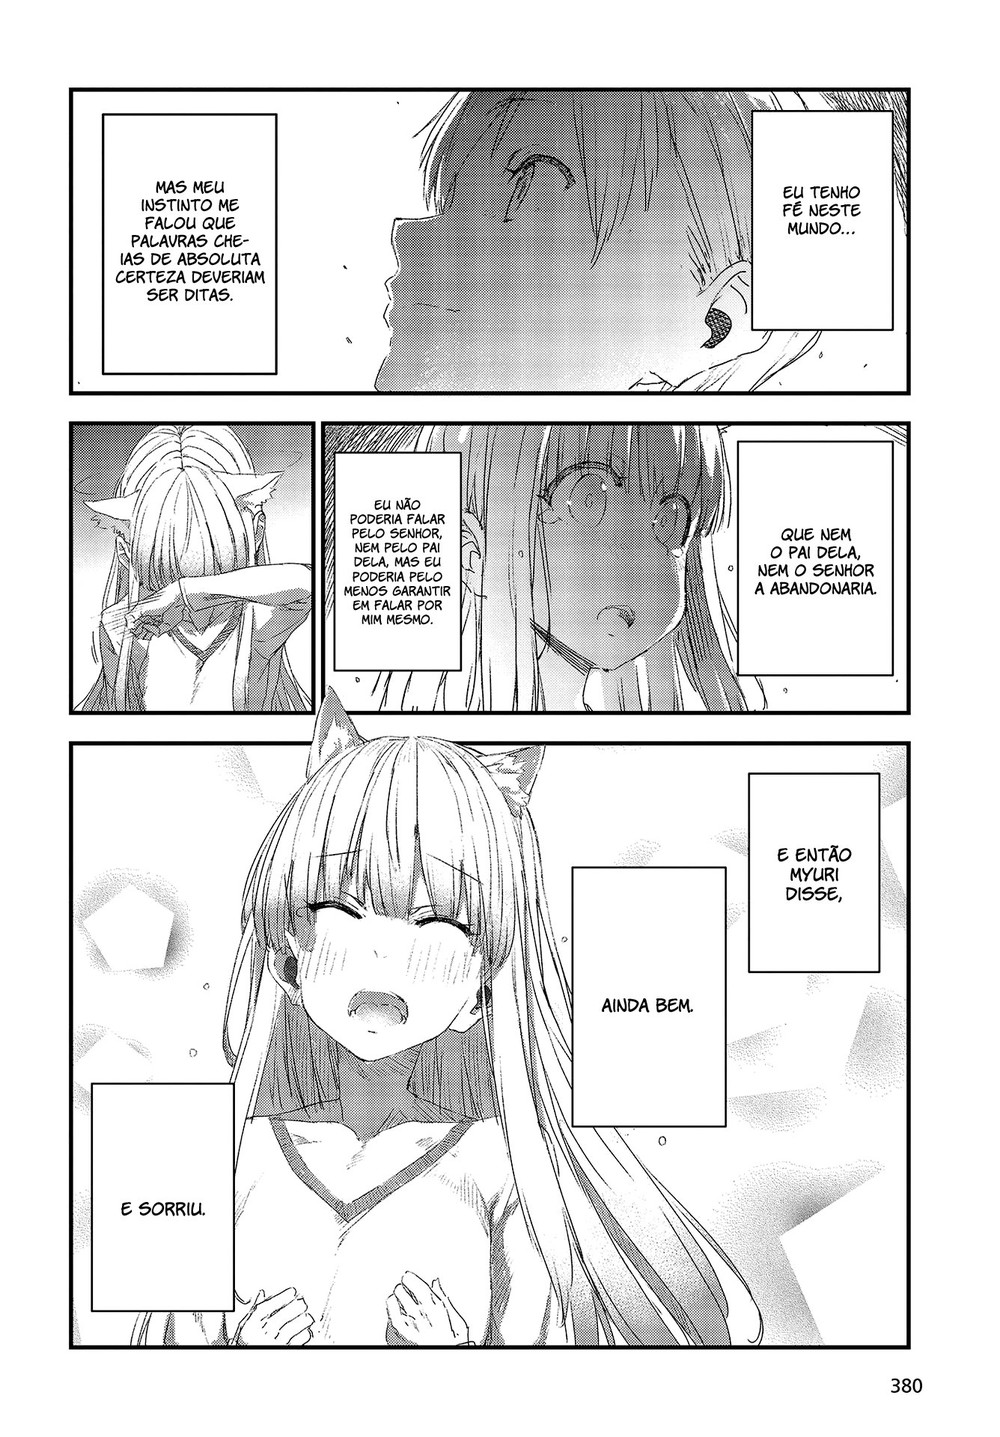 EU TENHO
FÉ NESTE
MUNDO...
MAS MEU
INSTINTO ME
FALOU QUE
PALAVRAS CHE-
IAS DE ABSOLUTA
CERTEZA DEVERIAM
SER DITAS.
QUE NEM
O PAI DELA,
NEM O SENHOR
A ABANDONARIA.
EU NÃO
PODERIA FALAR
PELO SENHOR,
NEM PELO PAI
DELA, MAS EU
PODERIA PELO
MENOS GARANTIR
EM FALAR POR
MIM MESMO.
E ENTÃO
MYURI
DISSE,
AINDA BEM.
E SORRIU.
380